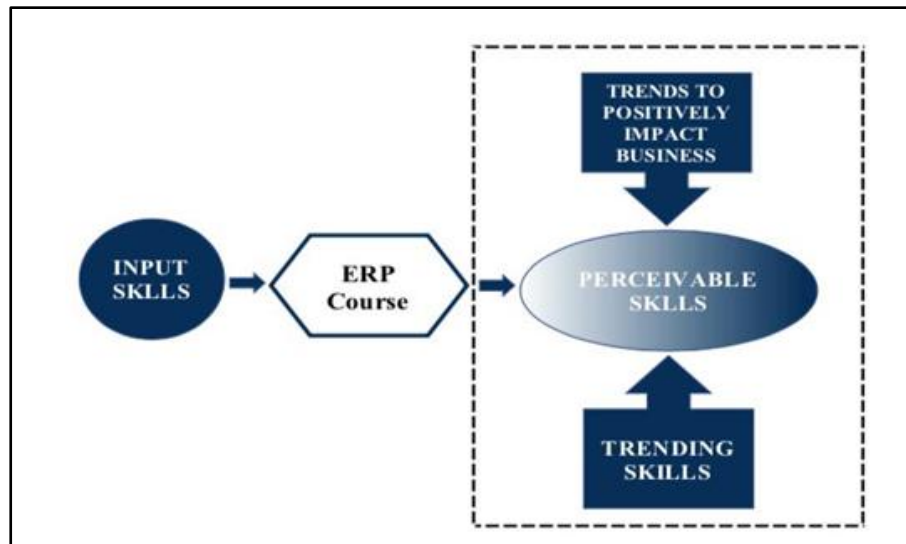 TRENDS TO
POSITIVELY
IMPACT
BUSINESS
INPUT
SKLLS
ERP
Course
PERCEIVABLE
SKLLS
TRENDING
SKILLS